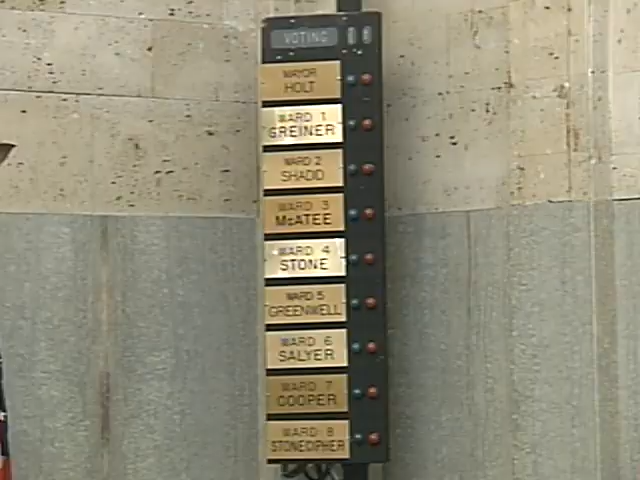 VOTING
MAYOR
HOLT
WARD 1
GREINER
WARD 2
SHADID
WARD 3
McATEE
WARD 4
STONE
WARD 5
GREENWELL
WARD 6
SALYER
WARD 7
COOPER
WARD 8
STONECIPHER